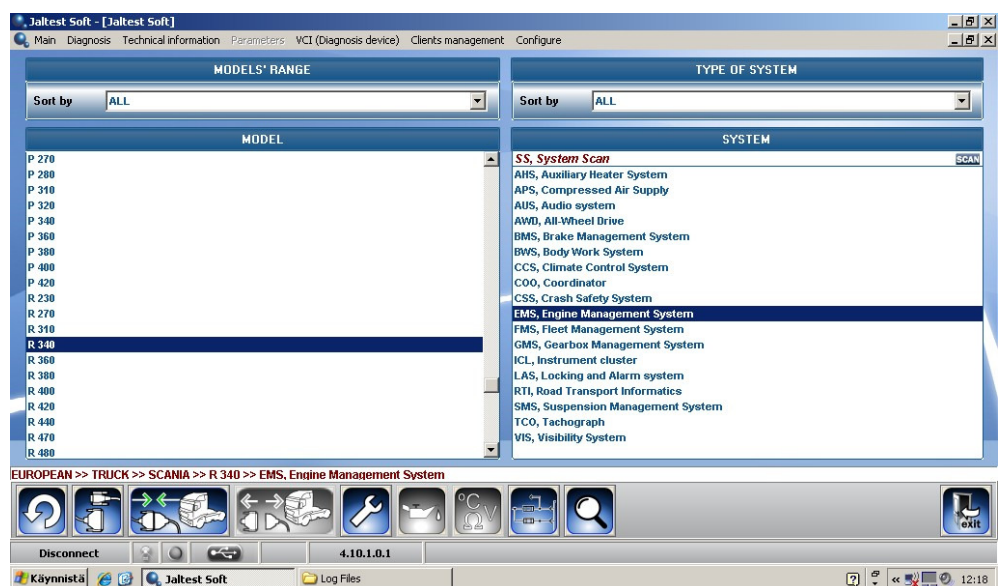 Jaltest Soft - [Jaltest Soft]
Main Diagnosis Technical information Parameters VCI (Diagnosis device) Clients management Configure
MODELS' RANGE
Sort by ALL
MODEL
P 270
P 280
P 310
P 320
P 340
P 360
P 380
P 400
P 420
R 230
R 270
R 310
R 340
R 360
R 380
R 400
R 420
R 440
R 470
R 480
TYPE OF SYSTEM
Sort by ALL
SYSTEM
SS, System Scan SCAN
AHS, Auxiliary Heater System
APS, Compressed Air Supply
AUS, Audio system
AWD, All-Wheel Drive
BMS, Brake Management System
BWS, Body Work System
CCS, Climate Control System
COO, Coordinator
CSS, Crash Safety System
EMS, Engine Management System
FMS, Fleet Management System
GMS, Gearbox Management System
ICL, Instrument cluster
LAS, Locking and Alarm system
RTI, Road Transport Informatics
SMS, Suspension Management System
TCO, Tachograph
VIS, Visibility System
EUROPEAN >> TRUCK >> SCANIA >> R 340 >> EMS, Engine Management System
°C V Ω
exit
Disconnect 4.10.1.0.1
Käynnistä Jaltest Soft Log Files ? « 12:18